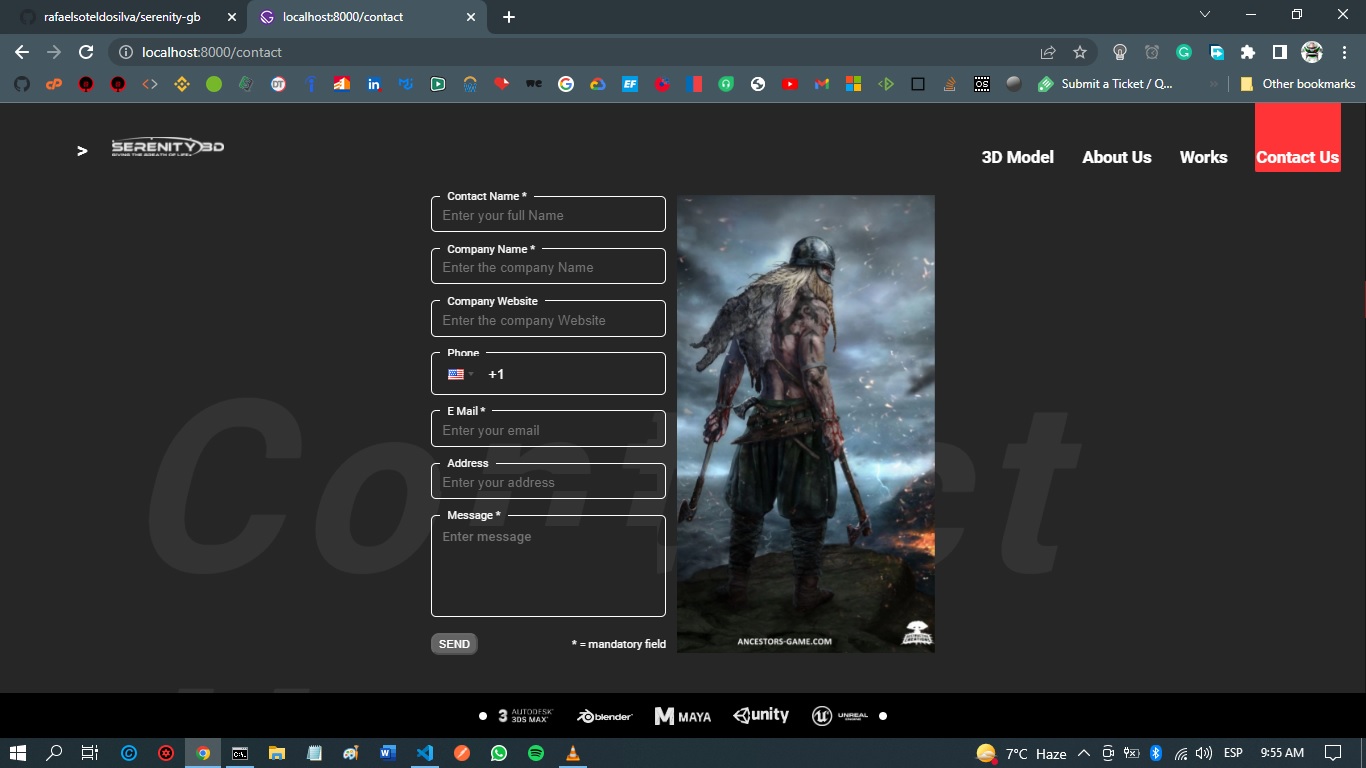 rafaelsoteldosilva/serenity-gb
localhost:8000/contact
localhost:8000/contact
Submit a Ticket / Q...
Other bookmarks
>
SERENITY3D
GIVING THE BREATH OF LIFE
3D Model
About Us
Works
Contact Us
Contact Name *
Enter your full Name
Company Name *
Enter the company Name
Company Website
Enter the company Website
Phone
+1
E Mail *
Enter your email
Address
Enter your address
Message *
Enter message
SEND
* = mandatory field
ANCESTORS-GAME.COM
Contact
3 AUTODESK
3DS MAX
blender
MAYA
unity
UNREAL
7°C Haze
ESP
9:55 AM